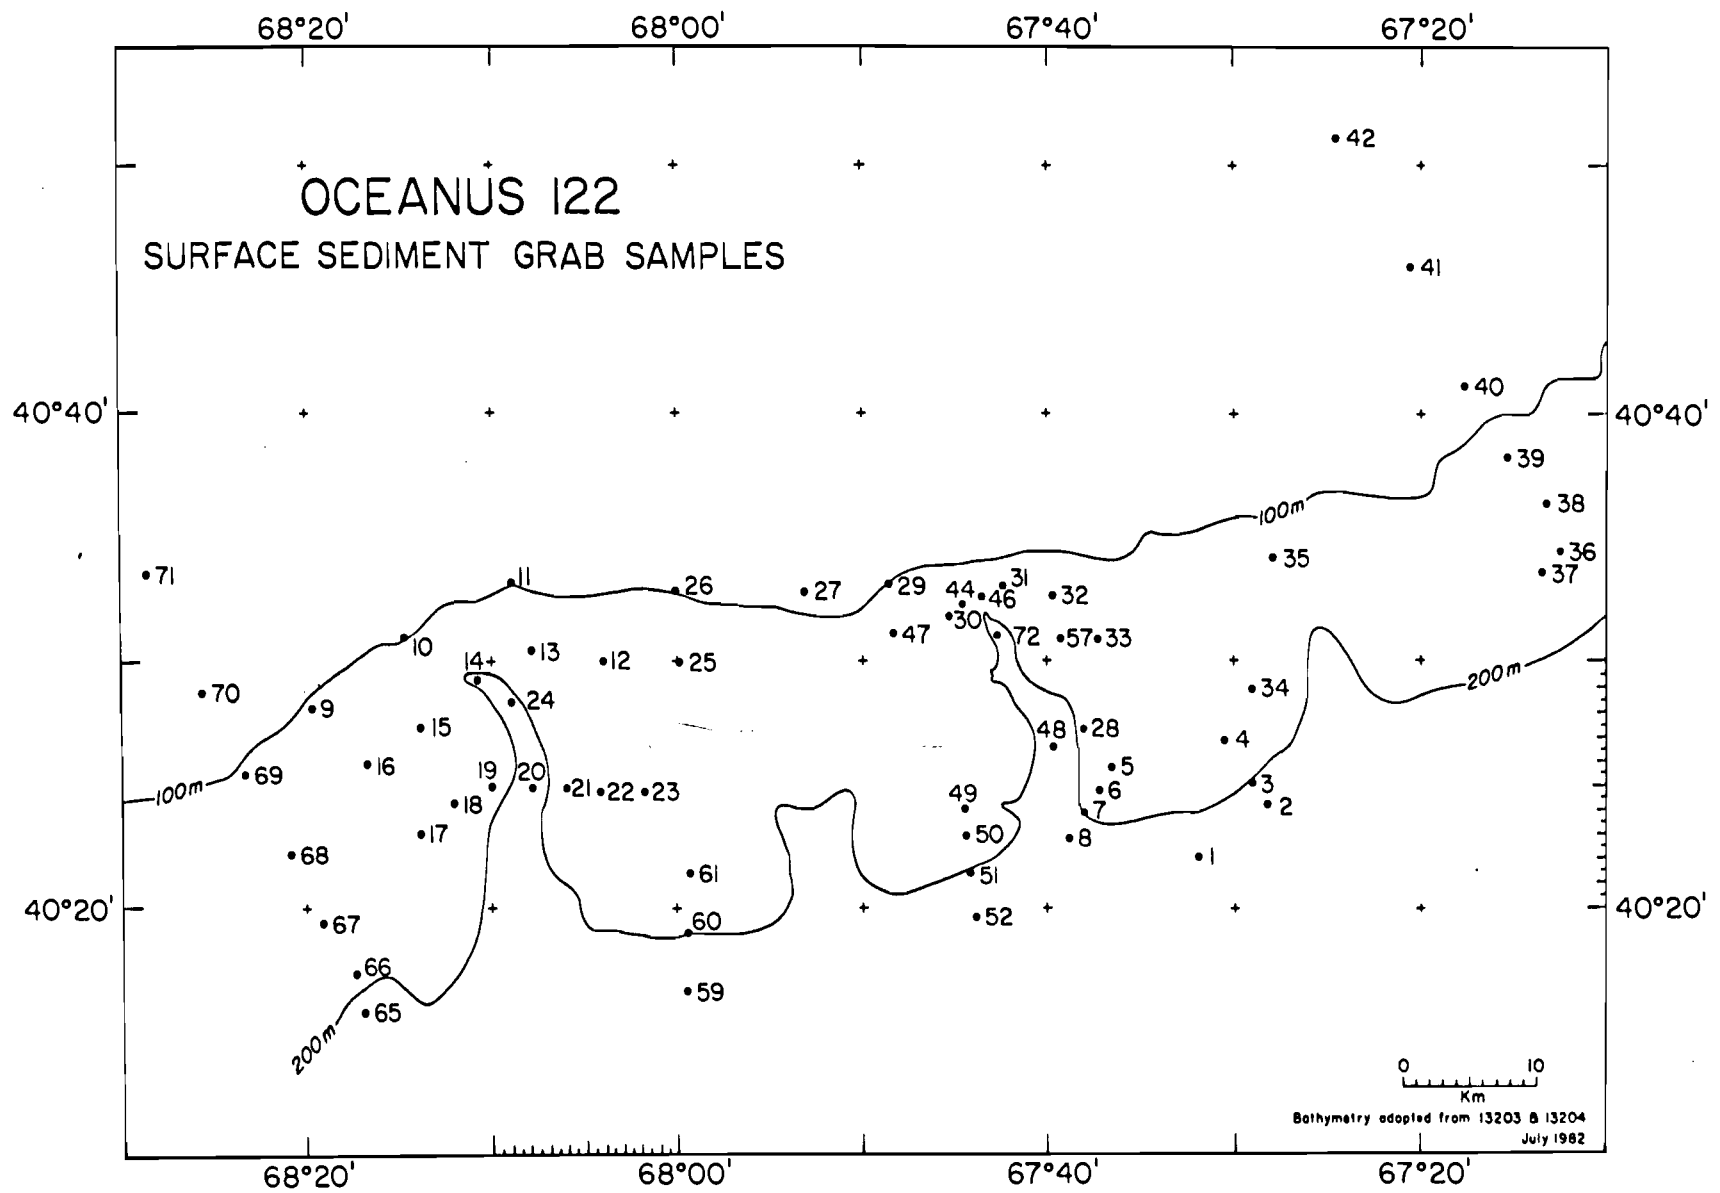 68°20' 68°00' 67°40' 67°20'
42
OCEANUS 122
SURFACE SEDIMENT GRAB SAMPLES
41
40
40°40' 40°40'
39
38
100m
35 36
37
71 11 26 27 29 44 31 46 32
30
10 13 12 25 47 72 57 33
14
200m
70 9 24 34
15 48 28 4
69 16 19 20 5
100m 18 21 22 23 49 6 3
2
17 50 7
8
68 61 51 1
40°20' 40°20'
67 60 52
66
65 59
200m
0 10
Km
Bathymetry adopted from 13203 & 13204
July 1982
68°20' 68°00' 67°40' 67°20'